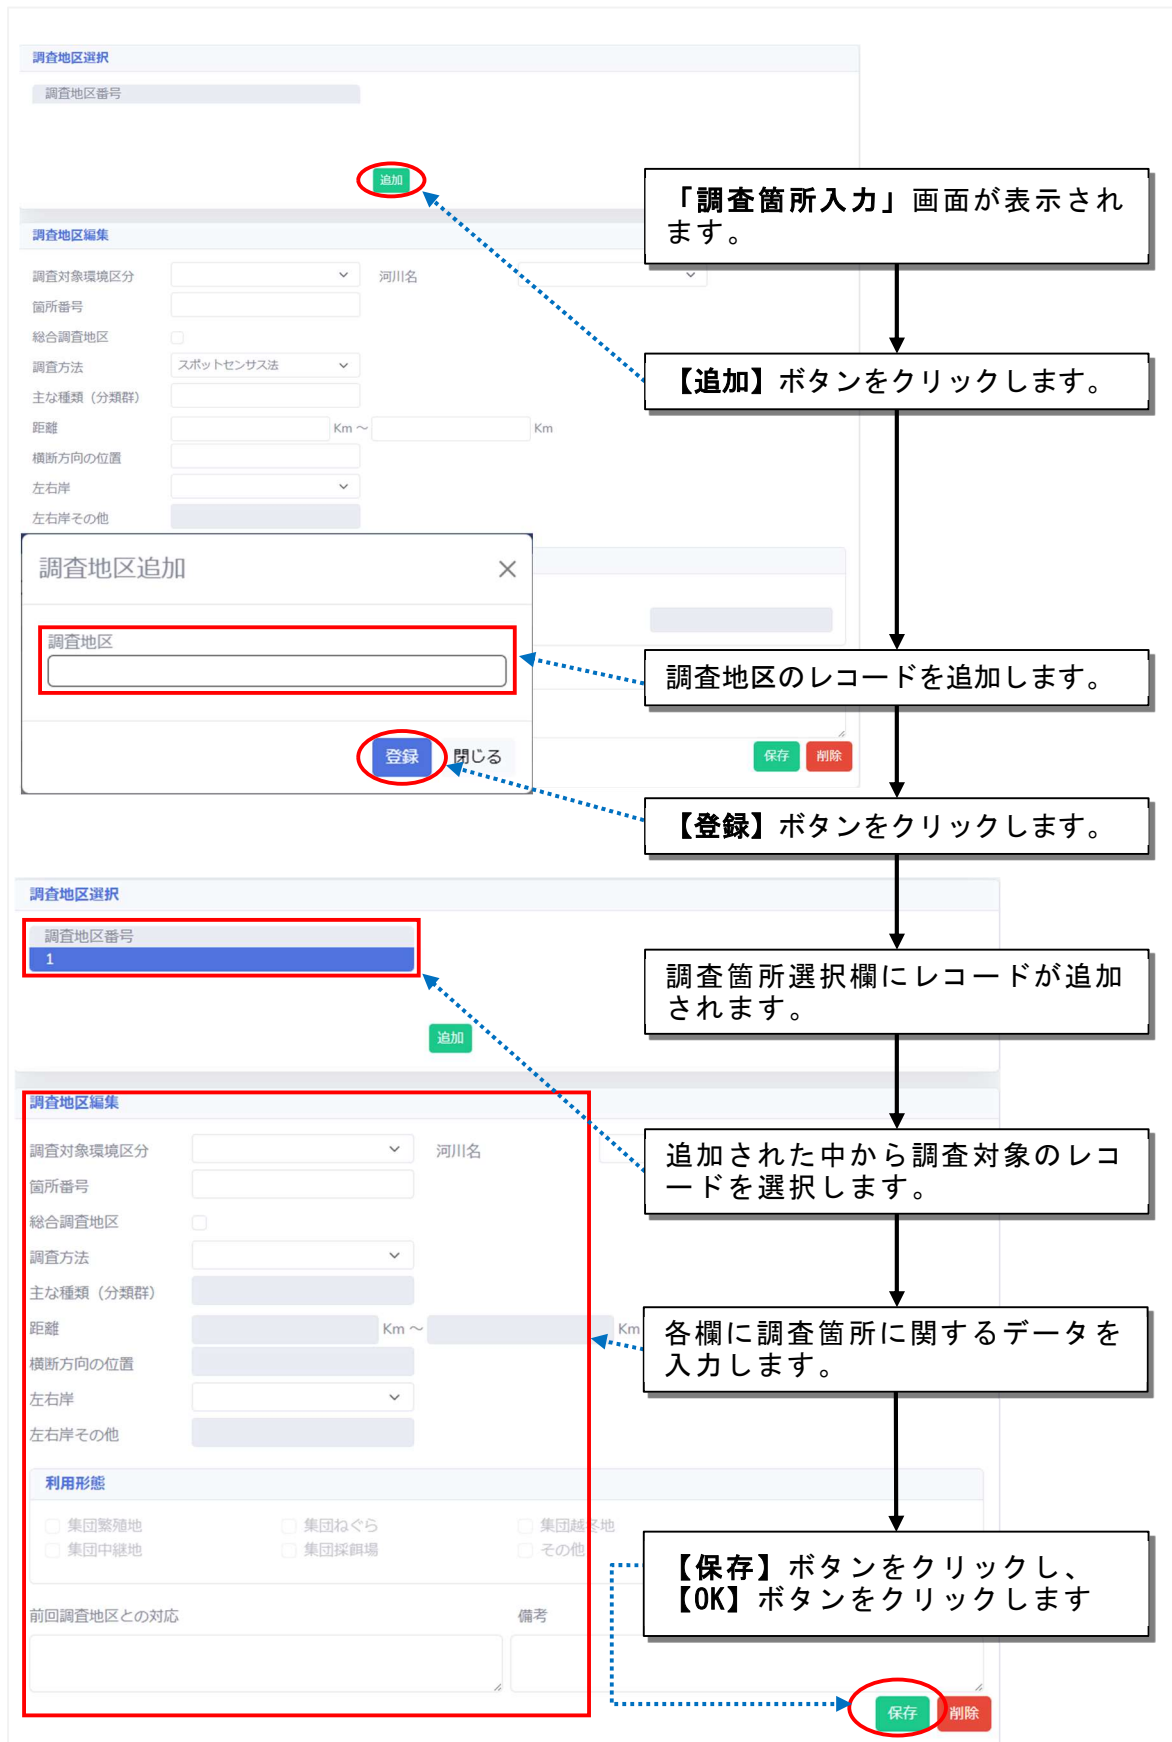 調査地区選択
調査地区番号
追加
「調査箇所入力」画面が表示され
ます。
調査地区編集
調査対象環境区分
河川名
箇所番号
総合調査地区
調査方法
スポットセンサス法
【追加】ボタンをクリックします。
主な種類（分類群）
距離
Km～
Km
横断方向の位置
左右岸
左右岸その他
調査地区追加
×
調査地区
調査地区のレコードを追加します。
登録
閉じる
保存
削除
【登録】ボタンをクリックします。
調査地区選択
調査地区番号
1
調査箇所選択欄にレコードが追加
されます。
追加
調査地区編集
調査対象環境区分
河川名
追加された中から調査対象のレコ
ードを選択します。
箇所番号
総合調査地区
調査方法
主な種類（分類群）
距離
Km～
Km
各欄に調査箇所に関するデータを
入力します。
横断方向の位置
左右岸
左右岸その他
利用形態
集団繁殖地
集団ねぐら
集団越冬地
集団中継地
集団採餌場
その他
【保存】ボタンをクリックし、
【OK】ボタンをクリックします
前回調査地区との対応
備考
保存
削除